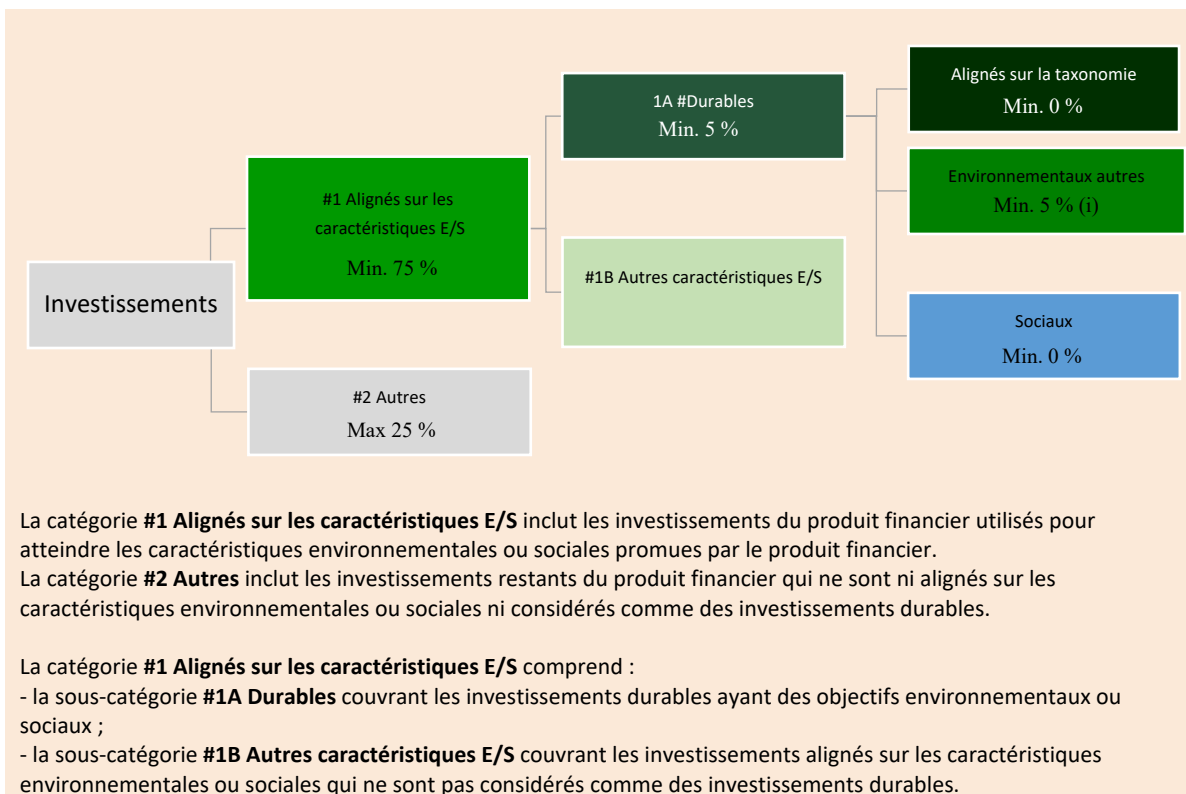 Investissements
#1 Alignés sur les
caractéristiques E/S
Min. 75 %
#2 Autres
Max 25 %
1A #Durables
Min. 5 %
#1B Autres caractéristiques E/S
Alignés sur la taxonomie
Min. 0 %
Environnementaux autres
Min. 5 % (i)
Sociaux
Min. 0 %
La catégorie #1 Alignés sur les caractéristiques E/S inclut les investissements du produit financier utilisés pour
atteindre les caractéristiques environnementales ou sociales promues par le produit financier.
La catégorie #2 Autres inclut les investissements restants du produit financier qui ne sont ni alignés sur les
caractéristiques environnementales ou sociales ni considérés comme des investissements durables.
La catégorie #1 Alignés sur les caractéristiques E/S comprend :
- la sous-catégorie #1A Durables couvrant les investissements durables ayant des objectifs environnementaux ou
sociaux ;
- la sous-catégorie #1B Autres caractéristiques E/S couvrant les investissements alignés sur les caractéristiques
environnementales ou sociales qui ne sont pas considérés comme des investissements durables.